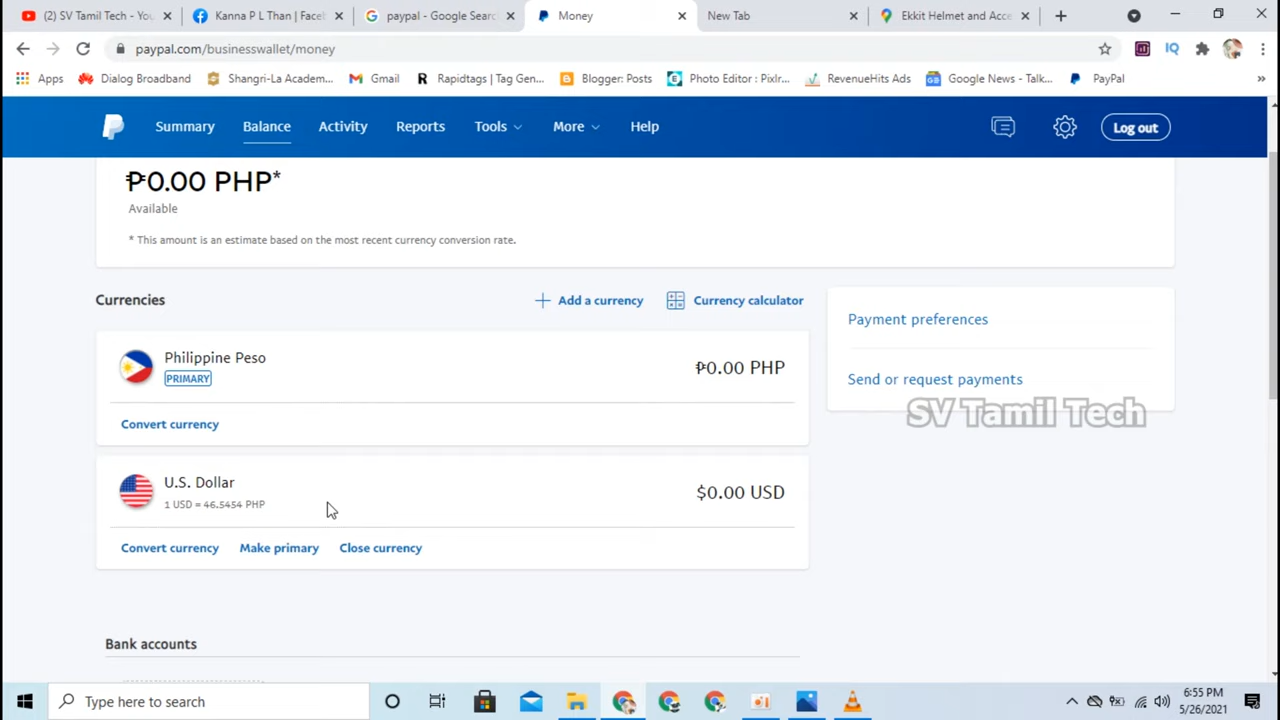 (2) SV Tamil Tech - You
Kanna P L Than | Faceb
paypal - Google Searc
Money
New Tab
Ekkit Helmet and Acce
paypal.com/businesswallet/money
Apps
Dialog Broadband
Shangri-La Academ...
Gmail
Rapidtags | Tag Gen...
Blogger: Posts
Photo Editor : Pixlr...
RevenueHits Ads
Google News - Talk...
PayPal
»
Summary
Balance
Activity
Reports
Tools
More
Help
Log out
₱0.00 PHP*
Available
* This amount is an estimate based on the most recent currency conversion rate.
Currencies
Add a currency
Currency calculator
Philippine Peso
PRIMARY
₱0.00 PHP
Convert currency
U.S. Dollar
1 USD = 46.5454 PHP
$0.00 USD
Convert currency
Make primary
Close currency
Payment preferences
Send or request payments
SV Tamil Tech
Bank accounts
Type here to search
6:55 PM
5/26/2021